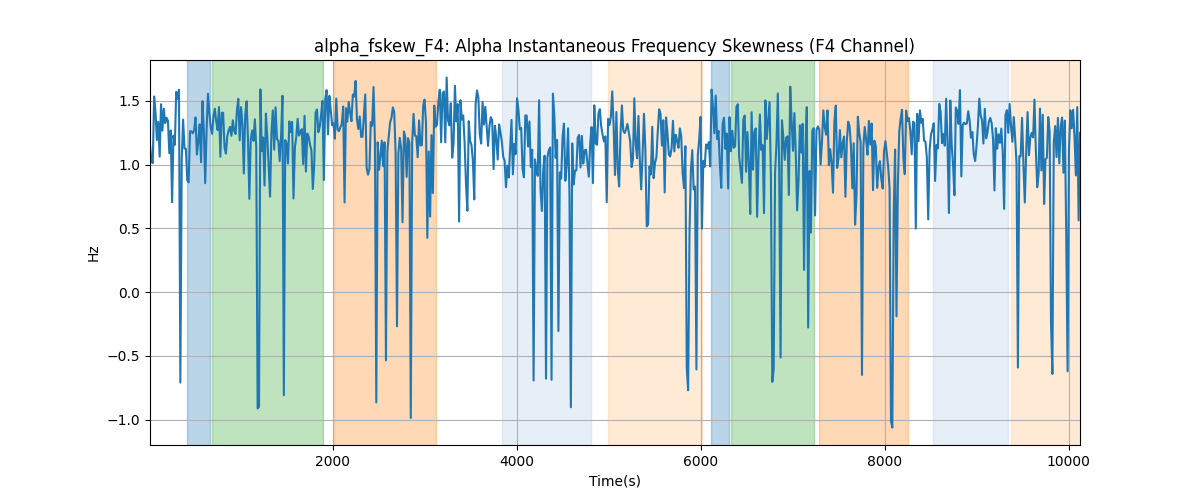 alpha_fskew_F4: Alpha Instantaneous Frequency Skewness (F4 Channel)
1.5
1.0
0.5
0.0
−0.5
−1.0
Hz
2000 4000 6000 8000 10000
Time(s)